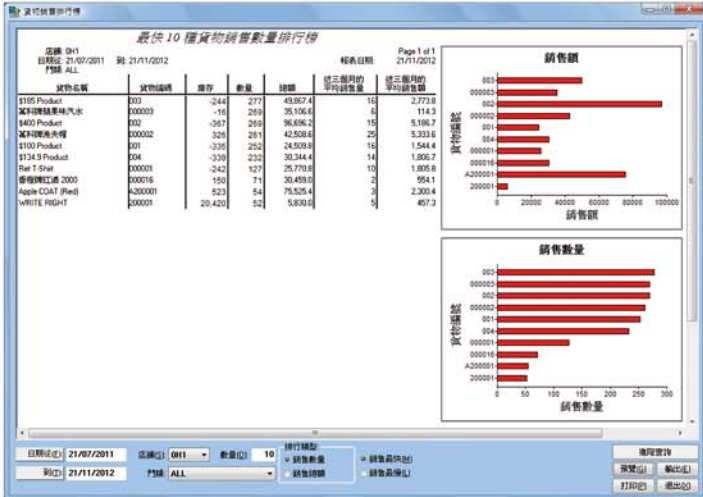 貨物銷售排行榜
最快 10 種貨物銷售數量排行榜
店鋪: 0H1
日期從: 21/07/2011 到: 21/11/2012
門類: ALL
Page 1 of 1
報表日期: 21/11/2012
貨物名稱 貨物編碼 庫存 數量 總額 近三個月的平均銷售量 近三個月的平均銷售額
$185 Product 003 -244 277 49,867.4 16 2,773.8
000003 -16 269 35,106.6 6 114.3
$400 Product 002 -367 269 96,696.2 15 5,186.7
000002 326 261 42,508.6 25 5,333.6
$100 Product 001 -335 252 24,509.8 16 1,544.4
$134.9 Product 004 -339 232 30,344.4 14 1,806.7
Ret T-Shirt 000001 -242 127 25,770.8 10 1,805.8
2000 000016 150 71 30,459.0 2 554.1
Apple COAT (Red) A200001 523 54 75,525.4 3 2,300.4
WRITE RIGHT 200001 20,420 52 5,830.0 5 457.3
銷售額
貨物編號
003
000003
002
000002
001
004
000001
000016
A200001
200001
0 20000 40000 60000 80000 100000
銷售額
銷售數量
貨物編號
003
000003
002
000002
001
004
000001
000016
A200001
200001
0 50 100 150 200 250 300
銷售數量
日期從(F): 21/07/2011 店鋪(S): 0H1 數量(Q): 10
到(T): 21/11/2012 門類: ALL
排行類型
銷售數量
銷售總額
銷售最快(M)
銷售最慢(L)
進階查詢
預覽(G) 輸出(E)
打印(P) 退出(X)